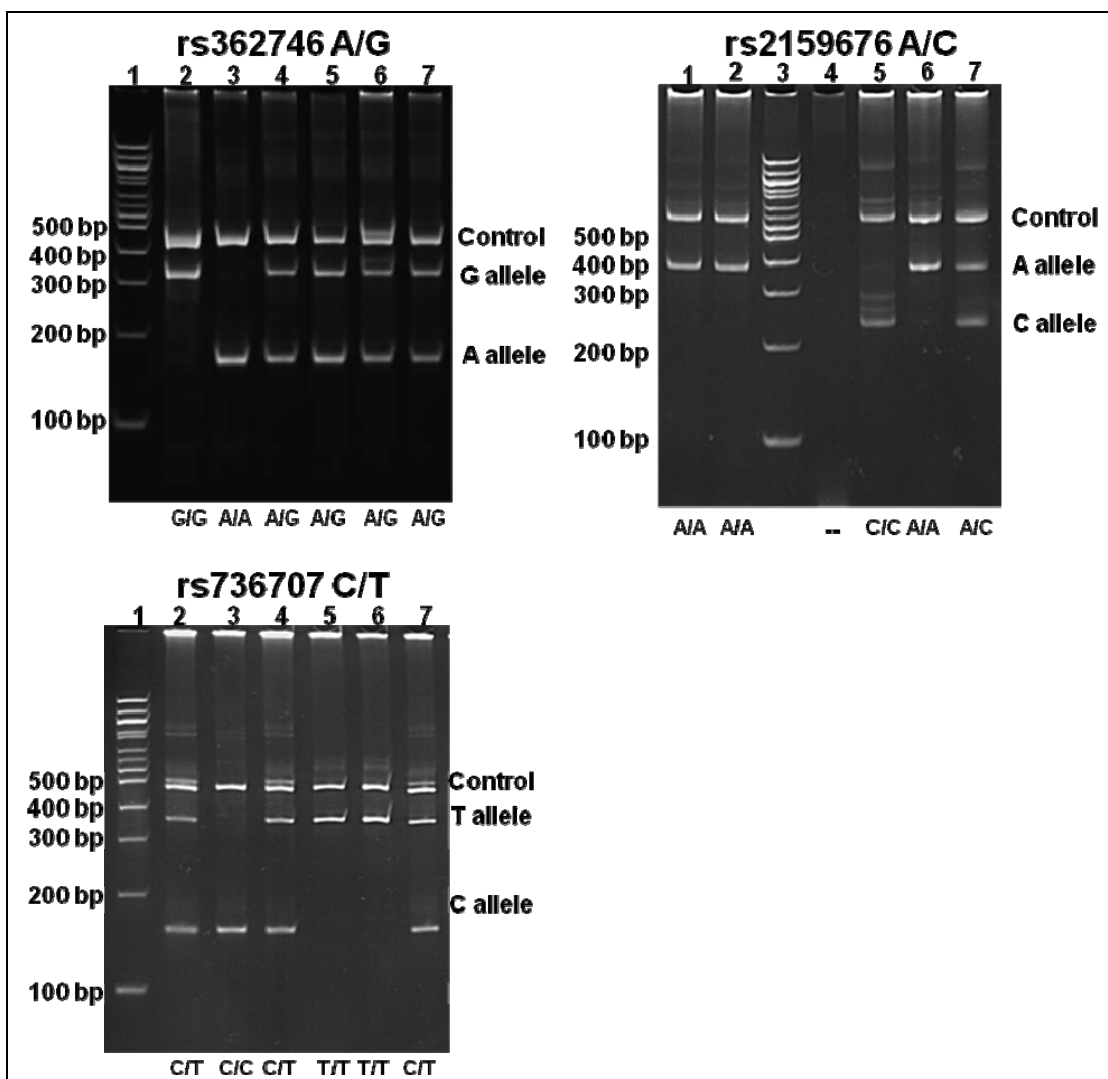 rs362746 A/G
1 2 3 4 5 6 7
500 bp
400 bp
300 bp
200 bp
100 bp
Control
G allele
A allele
G/G A/A A/G A/G A/G A/G
rs2159676 A/C
1 2 3 4 5 6 7
500 bp
400 bp
300 bp
200 bp
100 bp
Control
A allele
C allele
A/A A/A -- C/C A/A A/C
rs736707 C/T
1 2 3 4 5 6 7
500 bp
400 bp
300 bp
200 bp
100 bp
Control
T allele
C allele
C/T C/C C/T T/T T/T C/T